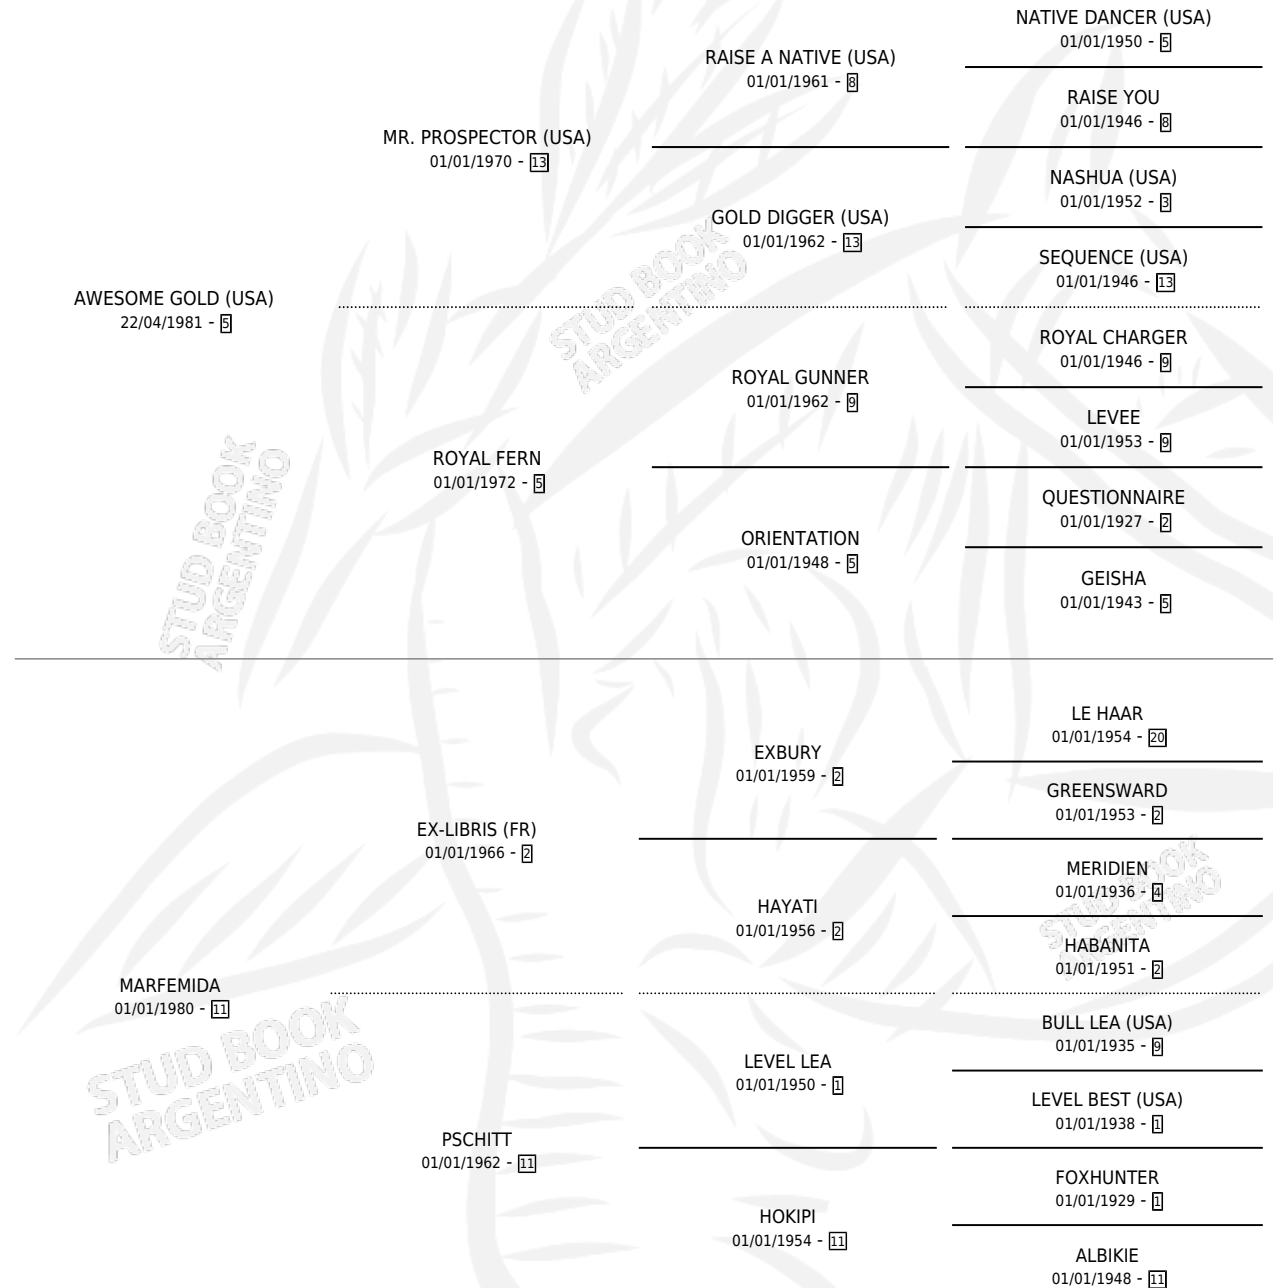 NATIVE DANCER (USA)
01/01/1950 - 5
RAISE A NATIVE (USA)
01/01/1961 - 8
RAISE YOU
01/01/1946 - 8
MR. PROSPECTOR (USA)
01/01/1970 - 13
NASHUA (USA)
01/01/1952 - 3
GOLD DIGGER (USA)
01/01/1962 - 13
SEQUENCE (USA)
01/01/1946 - 13
AWESOME GOLD (USA)
22/04/1981 - 5
STUD BOOK
ARGENTINO
ROYAL CHARGER
01/01/1946 - 9
ROYAL GUNNER
01/01/1962 - 9
LEVEE
01/01/1953 - 9
ROYAL FERN
01/01/1972 - 5
QUESTIONNAIRE
01/01/1927 - 2
ORIENTATION
01/01/1948 - 5
GEISHA
01/01/1943 - 5
STUD BOOK
ARGENTINO
LE HAAR
01/01/1954 - 20
EXBURY
01/01/1959 - 2
GREENSWARD
01/01/1953 - 2
EX-LIBRIS (FR)
01/01/1966 - 2
MERIDIEN
01/01/1936 - 4
HAYATI
01/01/1956 - 2
STUD BOOK
ARGENTINO
HABANITA
01/01/1951 - 2
MARFEMIDA
01/01/1980 - 11
BULL LEA (USA)
01/01/1935 - 9
LEVEL LEA
01/01/1950 - 1
LEVEL BEST (USA)
01/01/1938 - 1
STUD BOOK
ARGENTINO
PSCHITT
01/01/1962 - 11
FOXHUNTER
01/01/1929 - 1
HOKIPI
01/01/1954 - 11
ALBIKIE
01/01/1948 - 11